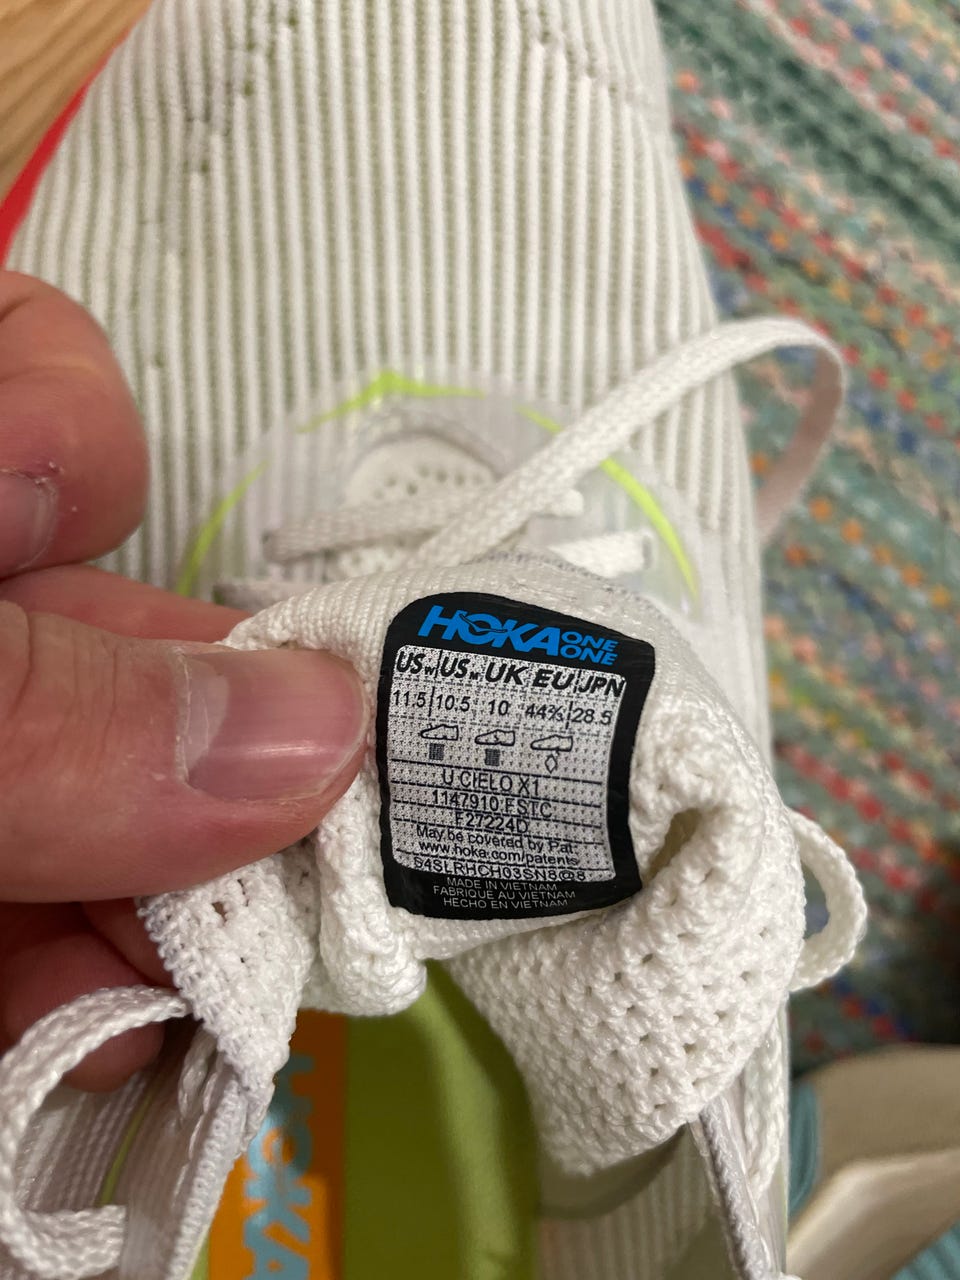 HOKA ONE ONE
USw US UK EU JPN
11.5 10.5 10 44⅔ 28.5
U CIELO X1
1147910 FSTC
F27224D
May be covered by Pat.
www.hoka.com/patents
S4SLRHCH03SN8@8
MADE IN VIETNAM
FABRIQUE AU VIETNAM
HECHO EN VIETNAM
HOKA